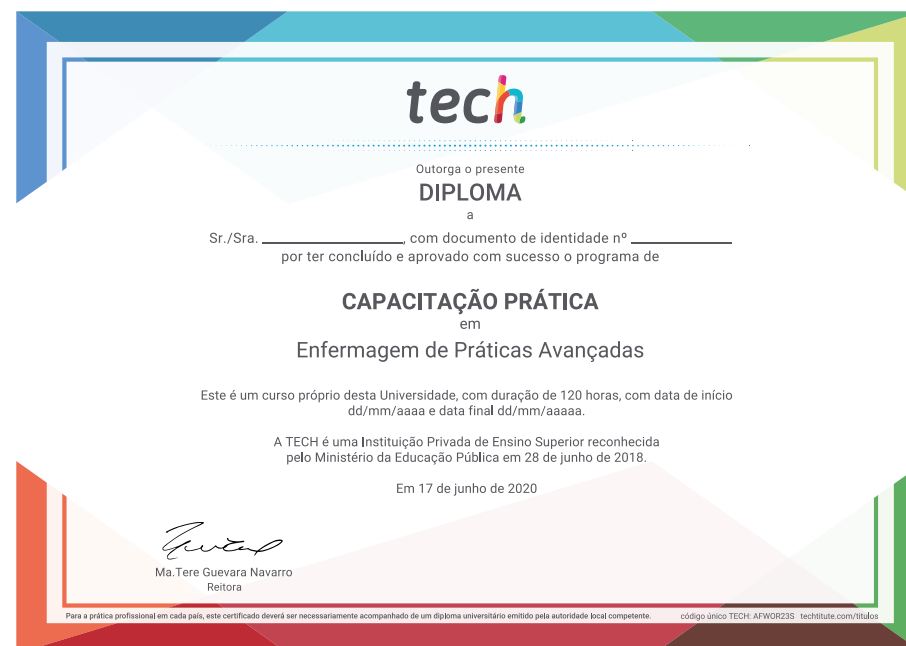 tech
Outorga o presente
DIPLOMA
a
Sr./Sra. , com documento de identidade nº
por ter concluído e aprovado com sucesso o programa de
CAPACITAÇÃO PRÁTICA
em
Enfermagem de Práticas Avançadas
Este é um curso próprio desta Universidade, com duração de 120 horas, com data de início
dd/mm/aaaa e data final dd/mm/aaaaa.
A TECH é uma Instituição Privada de Ensino Superior reconhecida
pelo Ministério da Educação Pública em 28 de junho de 2018.
Em 17 de junho de 2020
Ma.Tere Guevara Navarro
Reitora
Para a prática profissional em cada país, este certificado deverá ser necessariamente acompanhado de um diploma universitário emitido pela autoridade local competente. código único TECH: AFWOR23S techtitute.com/titulos